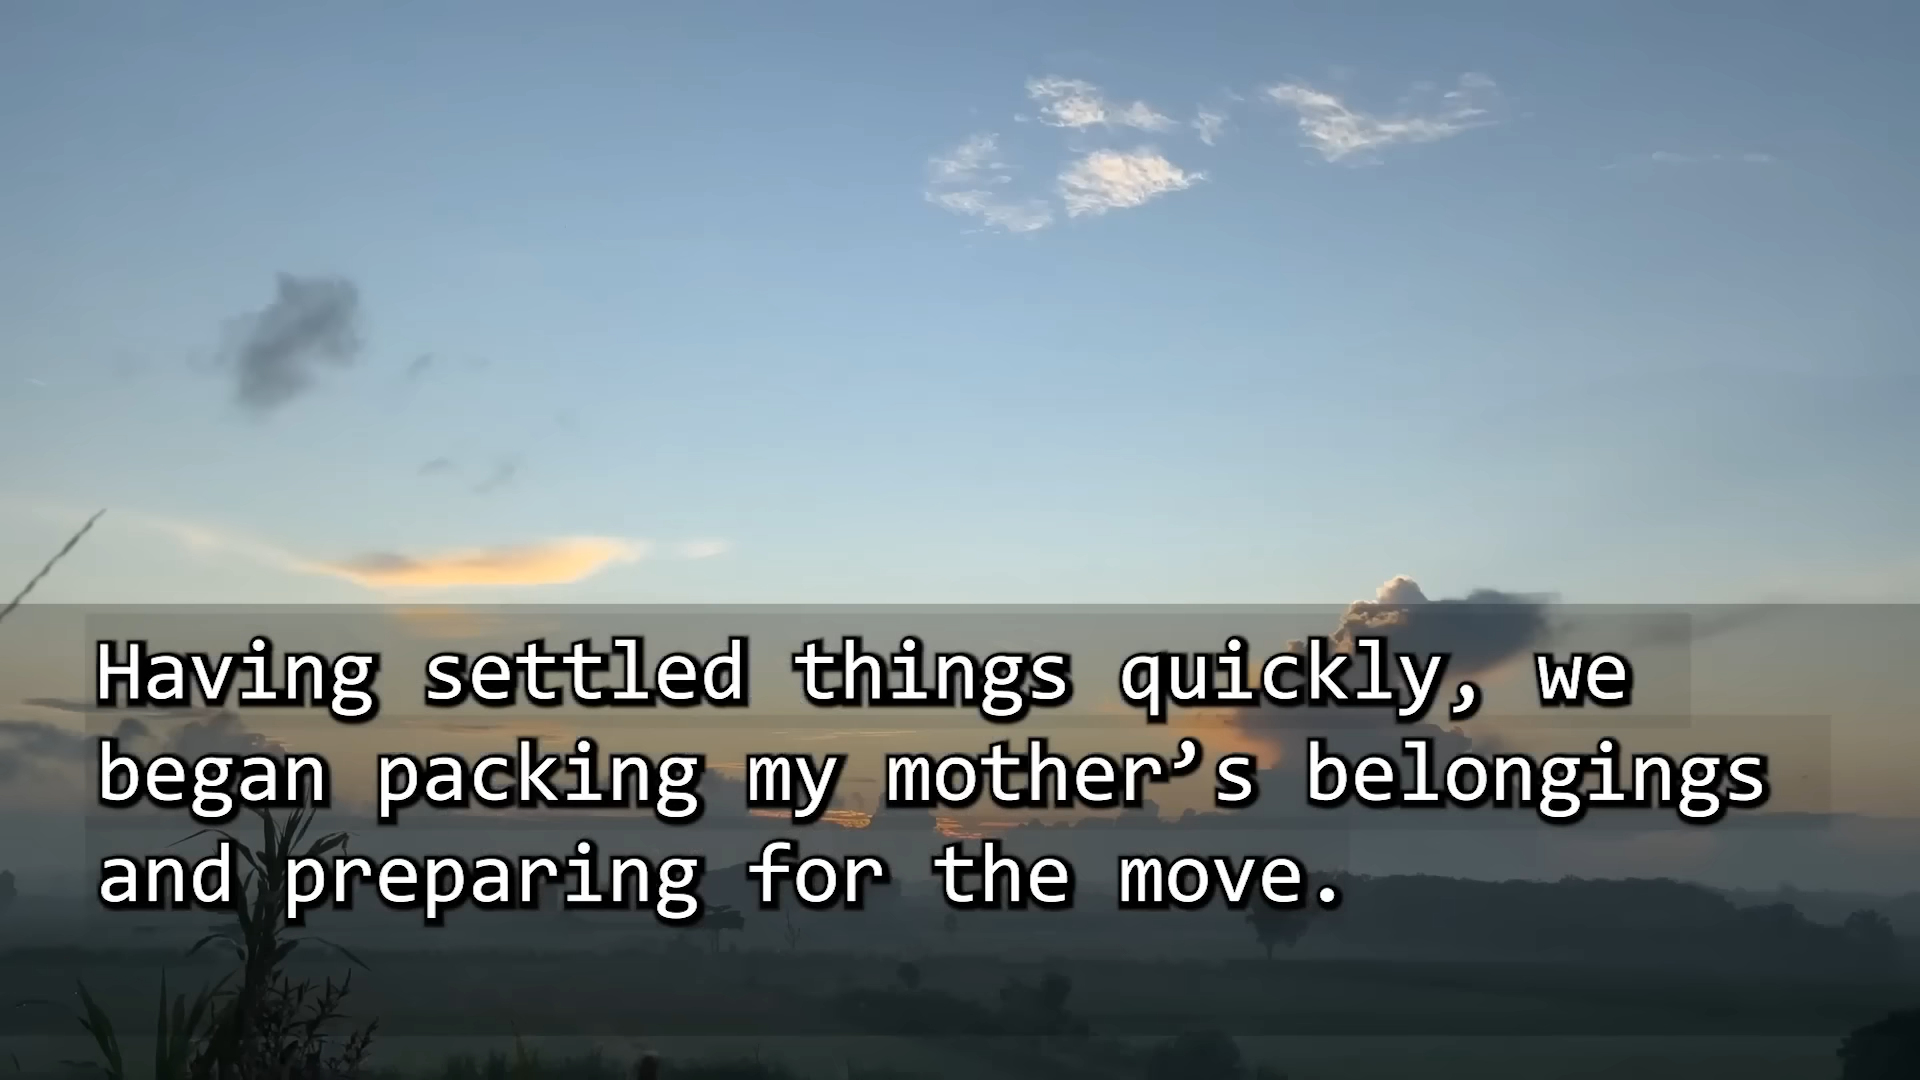 Having settled things quickly, we
began packing my mother’s belongings
and preparing for the move.